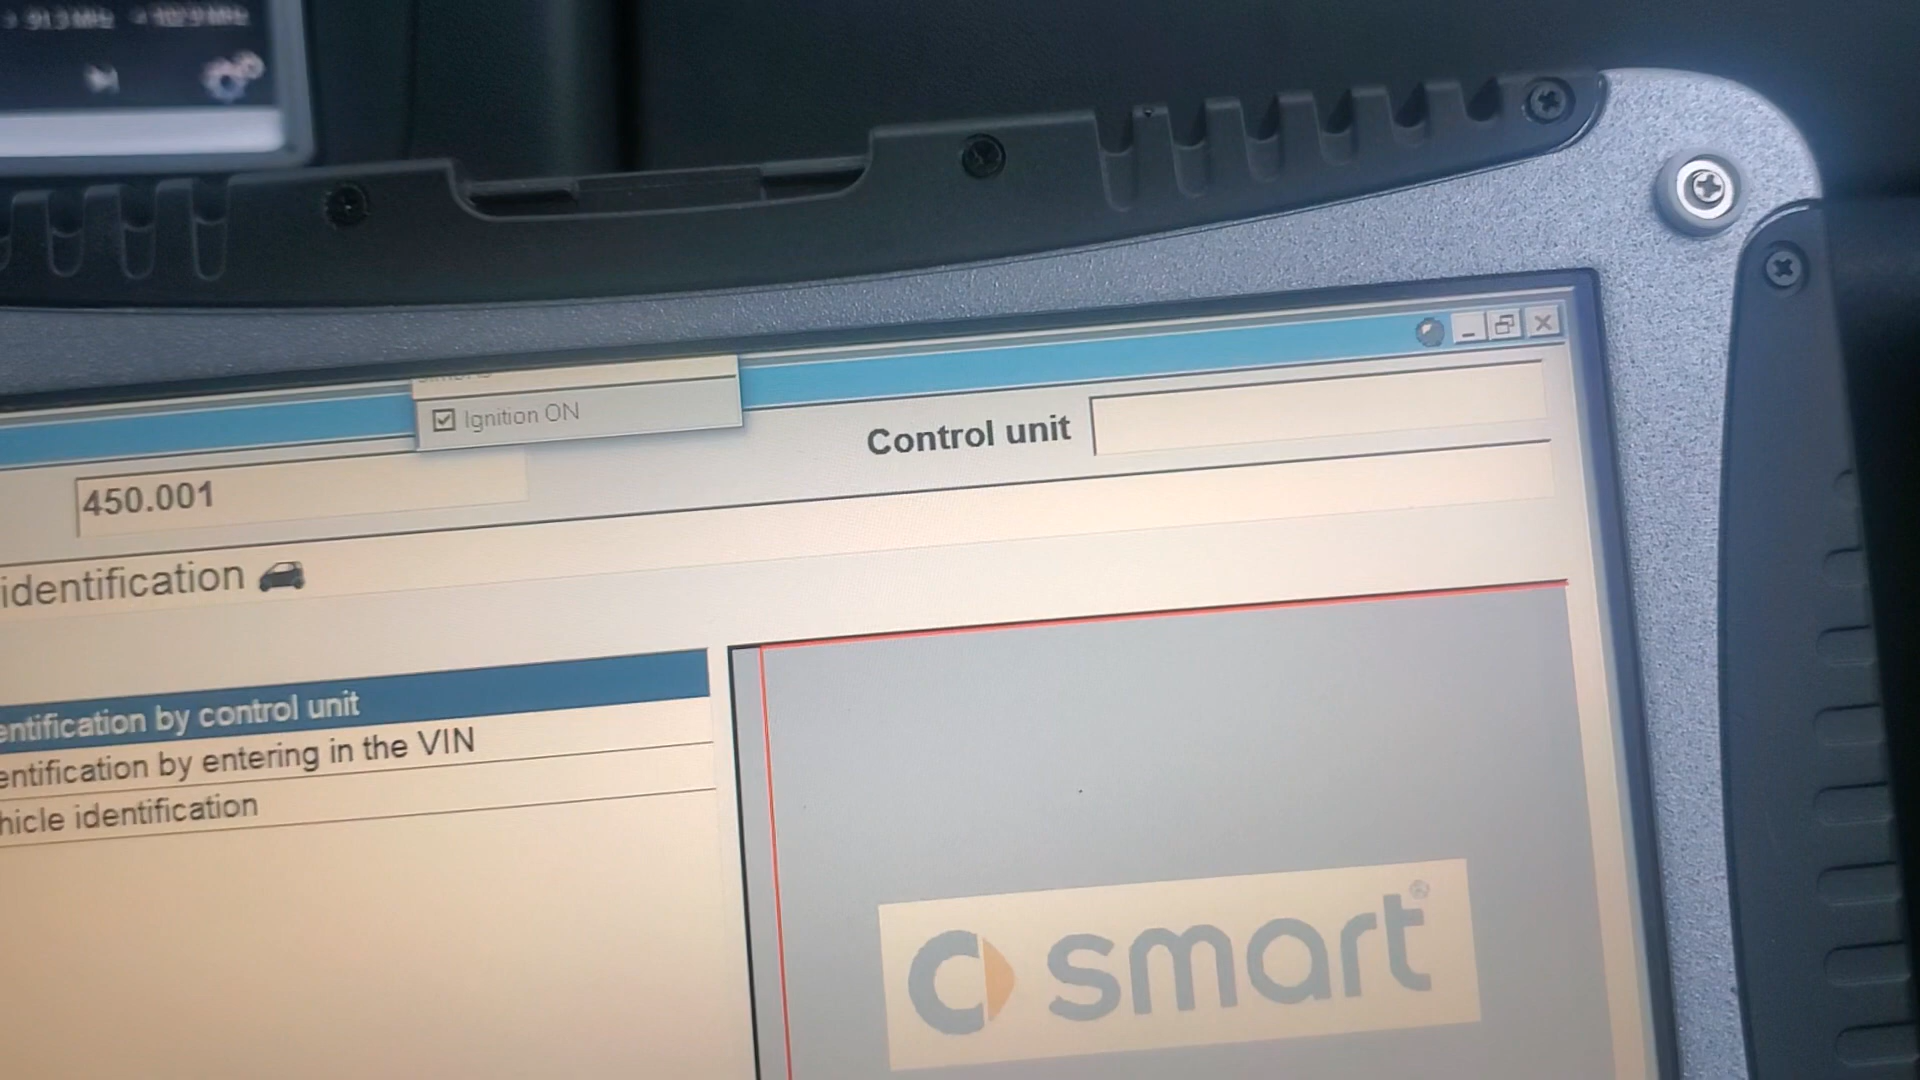 Ignition ON
Control unit
450.001
identification
entification by control unit
entification by entering in the VIN
hicle identification
smart®